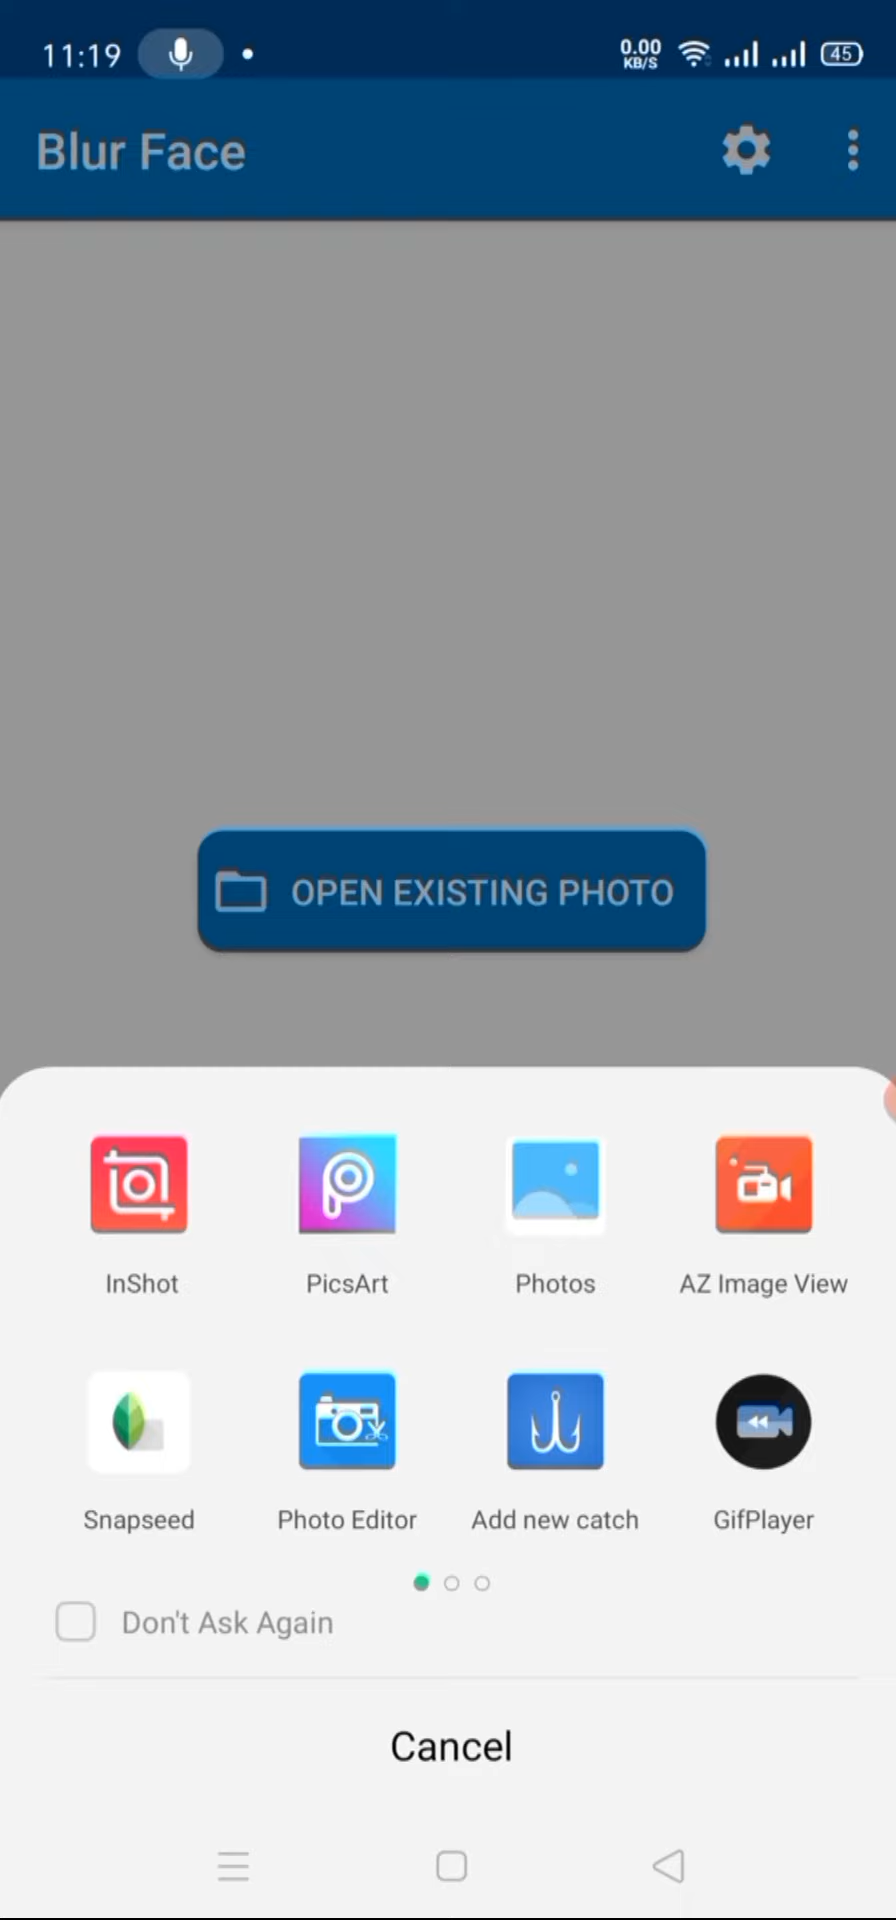 11:19
0.00
KB/S
45
Blur Face
OPEN EXISTING PHOTO
InShot
PicsArt
Photos
AZ Image View
Snapseed
Photo Editor
Add new catch
GifPlayer
Don't Ask Again
Cancel